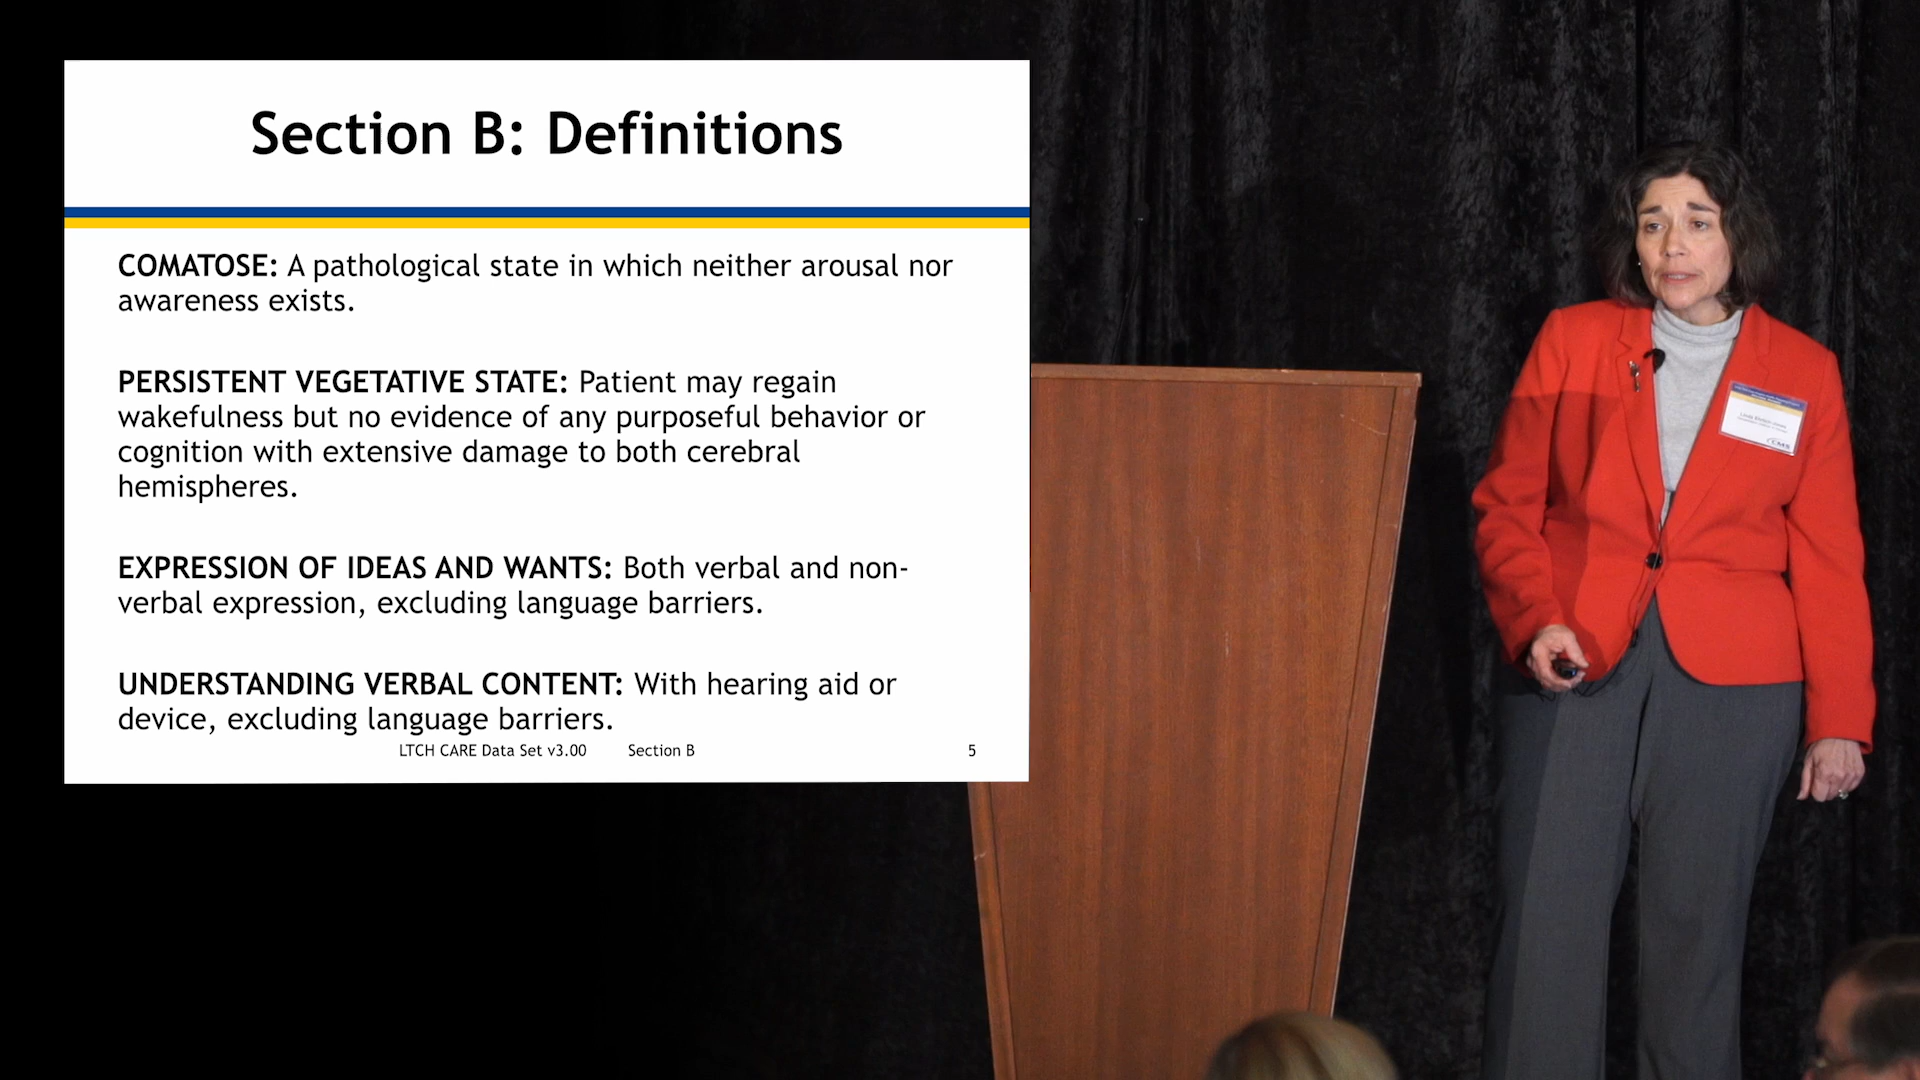 Section B: Definitions
COMATOSE: A pathological state in which neither arousal nor
awareness exists.
PERSISTENT VEGETATIVE STATE: Patient may regain
wakefulness but no evidence of any purposeful behavior or
cognition with extensive damage to both cerebral
hemispheres.
EXPRESSION OF IDEAS AND WANTS: Both verbal and non-
verbal expression, excluding language barriers.
UNDERSTANDING VERBAL CONTENT: With hearing aid or
device, excluding language barriers.
LTCH CARE Data Set v3.00 Section B 5
CMS